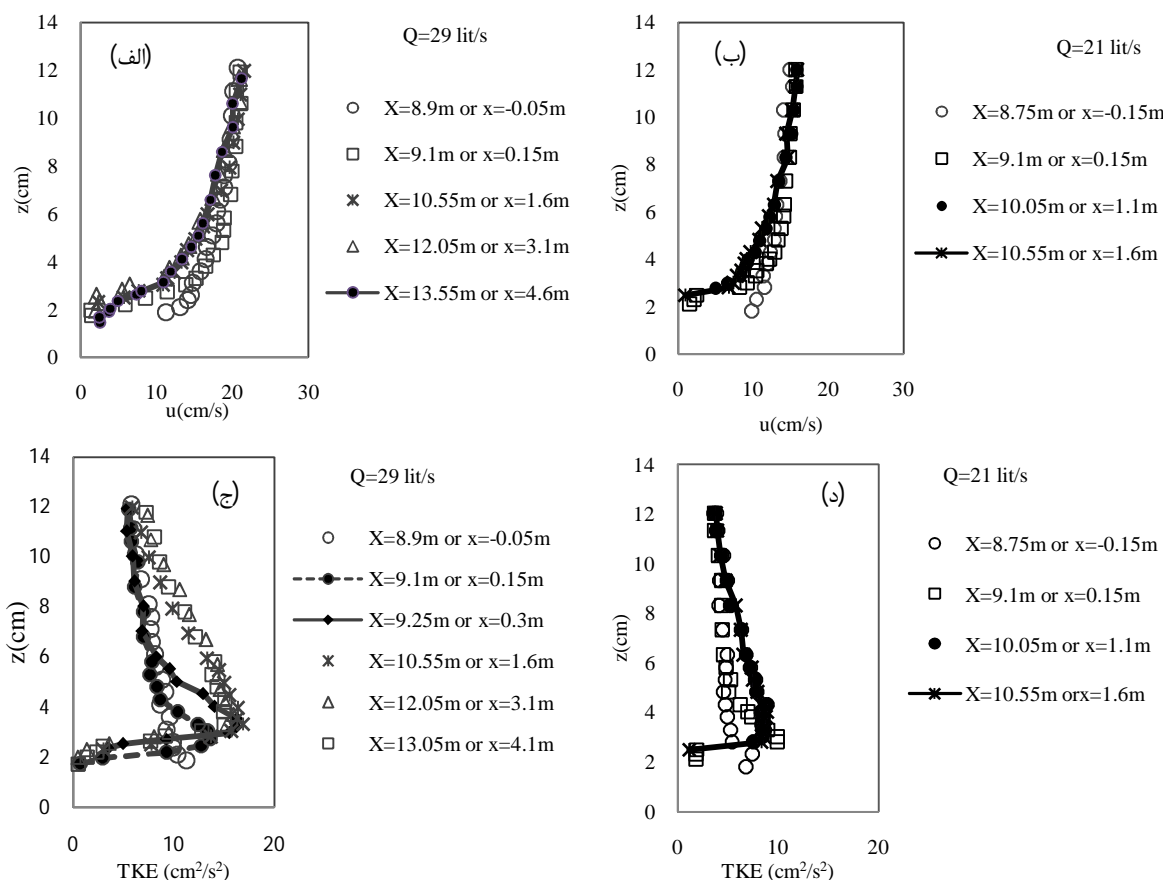 (الف)
Q=29 lit/s
z(cm)
14
12
10
8
6
4
2
0
X=8.9m or x=-0.05m
X=9.1m or x=0.15m
X=10.55m or x=1.6m
X=12.05m or x=3.1m
X=13.55m or x=4.6m
0 10 20 30
u(cm/s)
(ب)
Q=21 lit/s
z(cm)
14
12
10
8
6
4
2
0
X=8.75m or x=-0.15m
X=9.1m or x=0.15m
X=10.05m or x=1.1m
X=10.55m or x=1.6m
0 10 20 30
u(cm/s)
(ج)
Q=29 lit/s
z(cm)
14
12
10
8
6
4
2
0
X=8.9m or x=-0.05m
X=9.1m or x=0.15m
X=9.25m or x=0.3m
X=10.55m or x=1.6m
X=12.05m or x=3.1m
X=13.05m or x=4.1m
0 10 20
TKE (cm²/s²)
(د)
Q=21 lit/s
z(cm)
14
12
10
8
6
4
2
0
X=8.75m or x=-0.15m
X=9.1m or x=0.15m
X=10.05m or x=1.1m
X=10.55m orx=1.6m
0 10 20
TKE (cm²/s²)